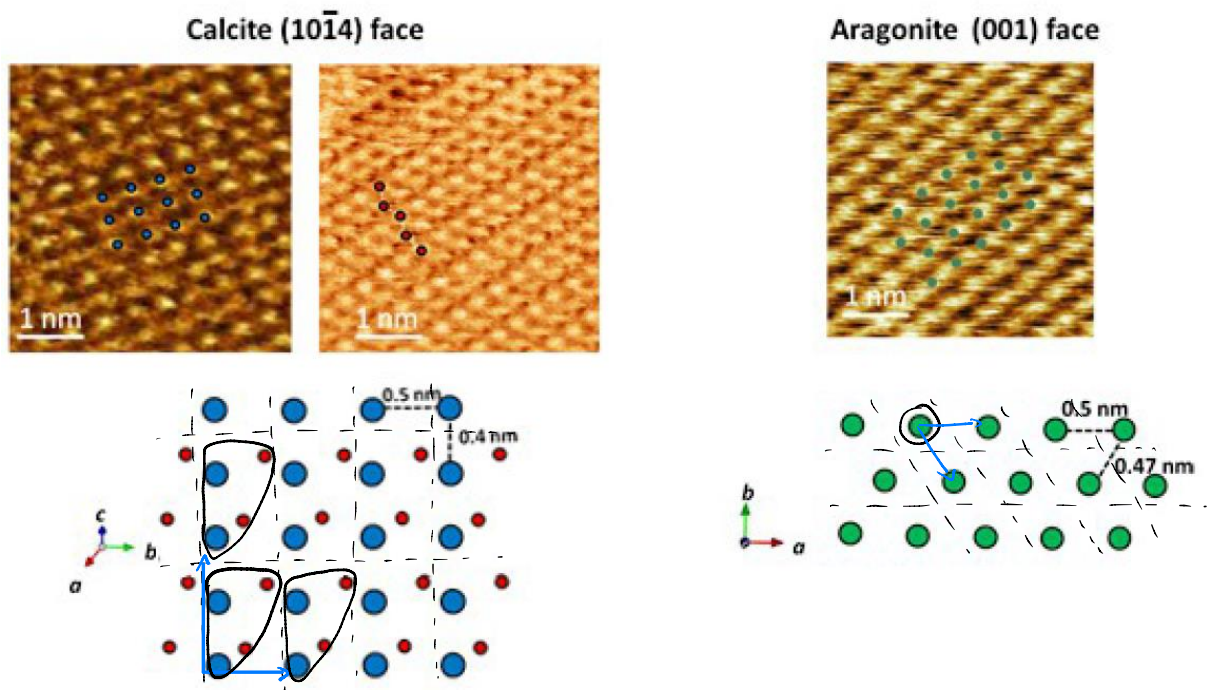 Calcite (101̄4) face
Aragonite (001) face
1 nm
1 nm
1 nm
0.5 nm
0.4 nm
c
b
a
0.5 nm
0.47 nm
b
a